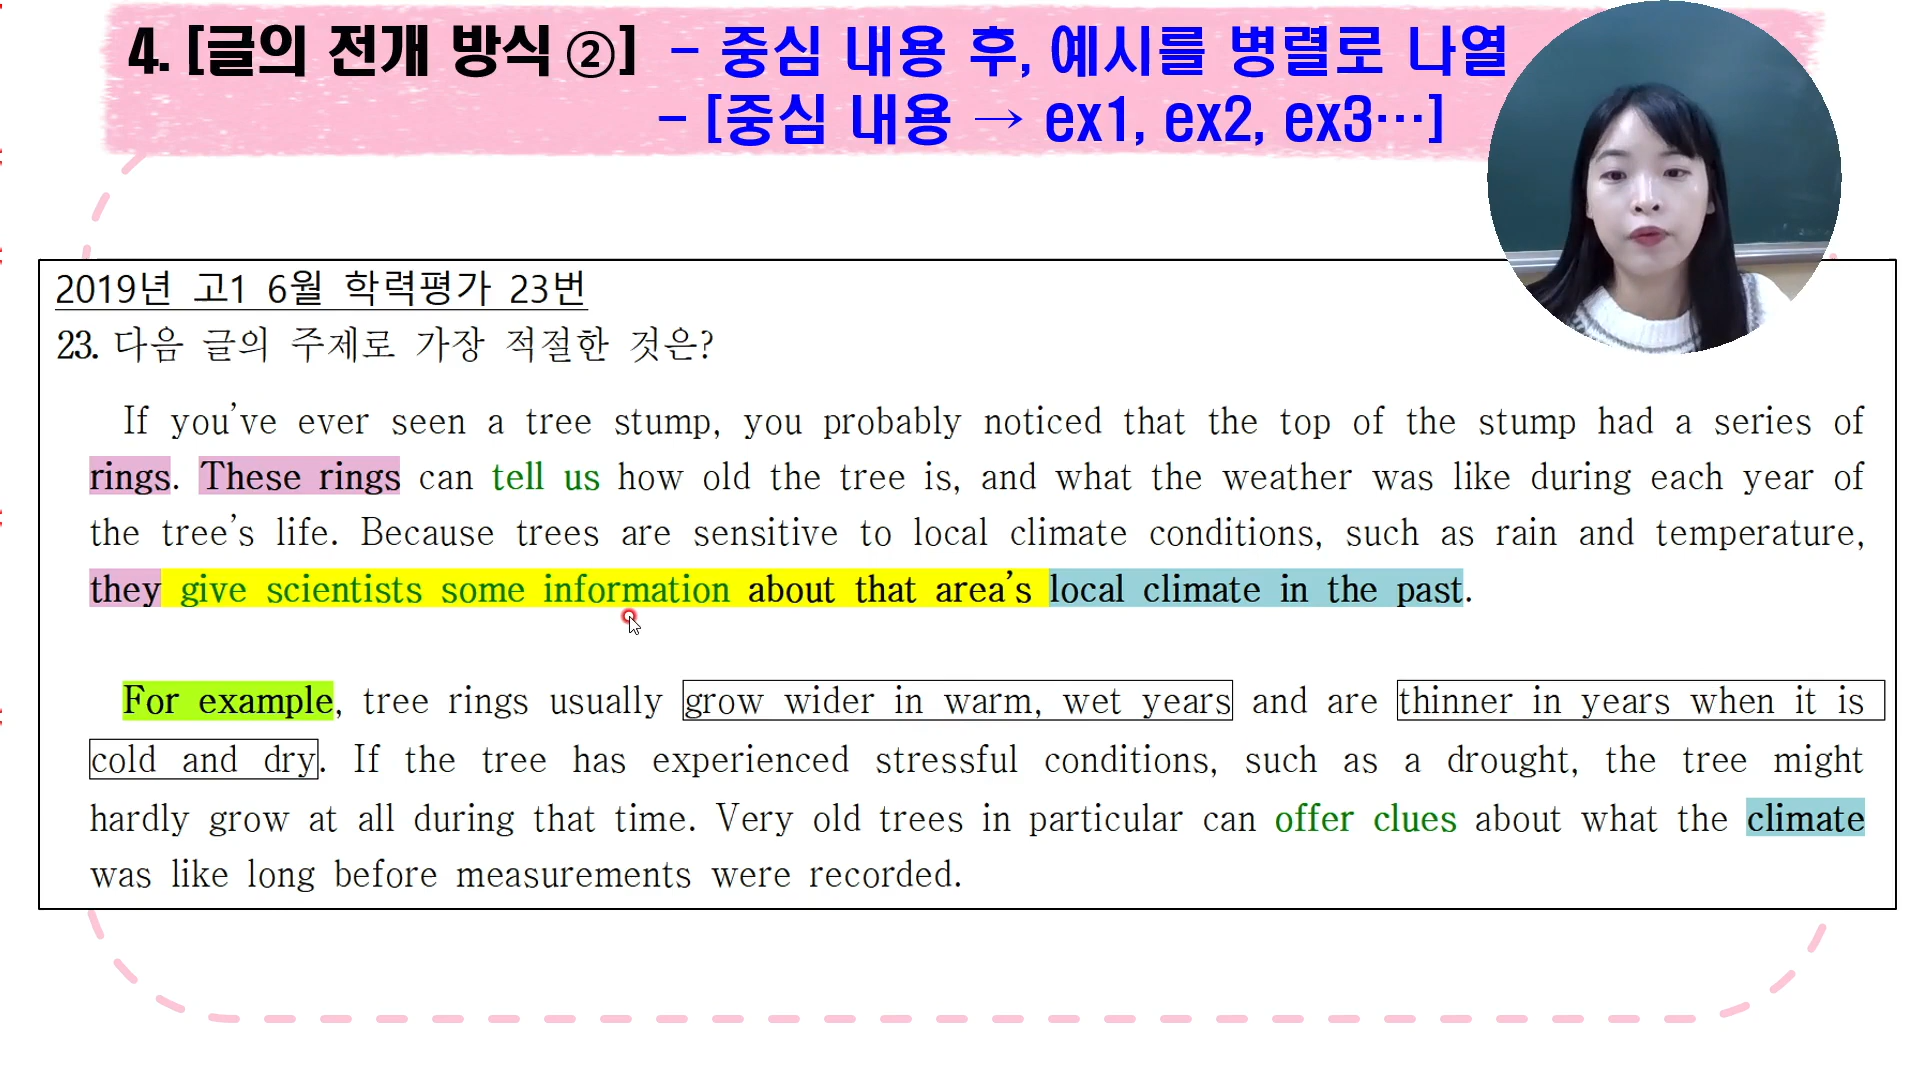 4. [글의 전개 방식 ②] - 중심 내용 후, 예시를 병렬로 나열
- [중심 내용 → ex1, ex2, ex3…]
2019년 고1 6월 학력평가 23번
23. 다음 글의 주제로 가장 적절한 것은?
If you've ever seen a tree stump, you probably noticed that the top of the stump had a series of
rings. These rings can tell us how old the tree is, and what the weather was like during each year of
the tree's life. Because trees are sensitive to local climate conditions, such as rain and temperature,
they give scientists some information about that area's local climate in the past.
For example, tree rings usually grow wider in warm, wet years and are thinner in years when it is
cold and dry. If the tree has experienced stressful conditions, such as a drought, the tree might
hardly grow at all during that time. Very old trees in particular can offer clues about what the climate
was like long before measurements were recorded.